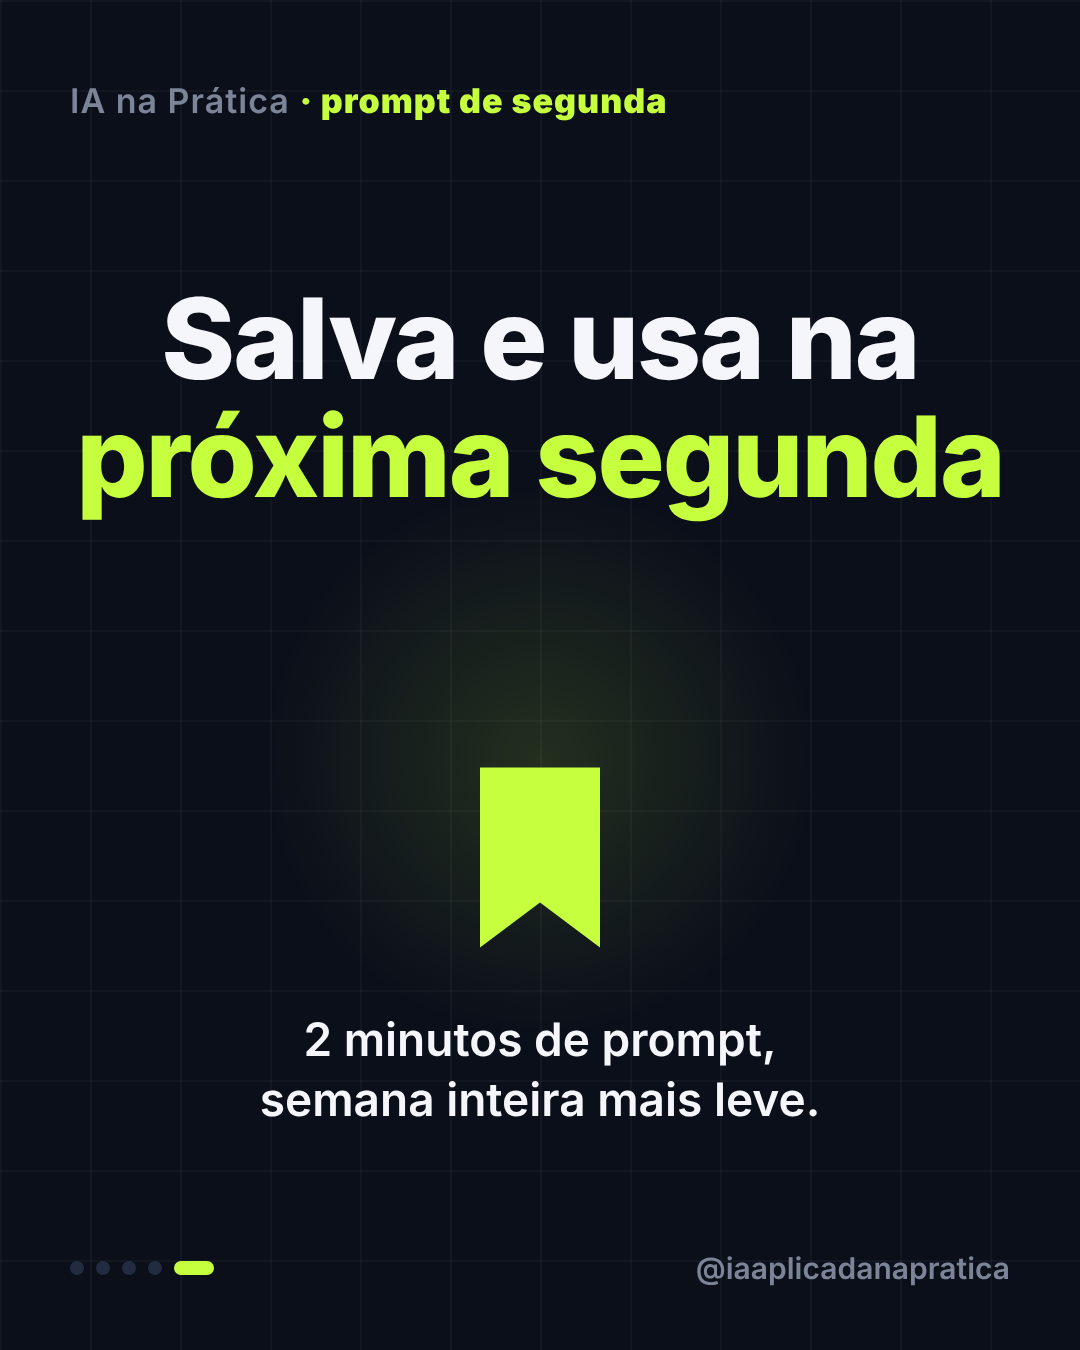 IA na Prática · prompt de segunda
Salva e usa na
próxima segunda
2 minutos de prompt,
semana inteira mais leve.
@iaaplicadanapratica